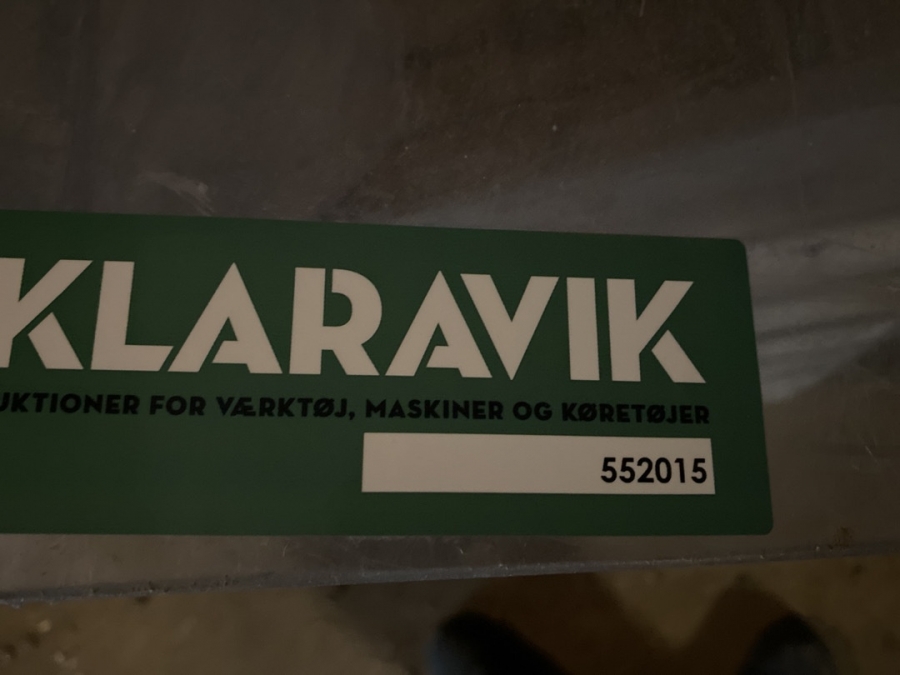 KLARAVIK
UKTIONER FOR VÆRKTØJ, MASKINER OG KØRETØJER
552015